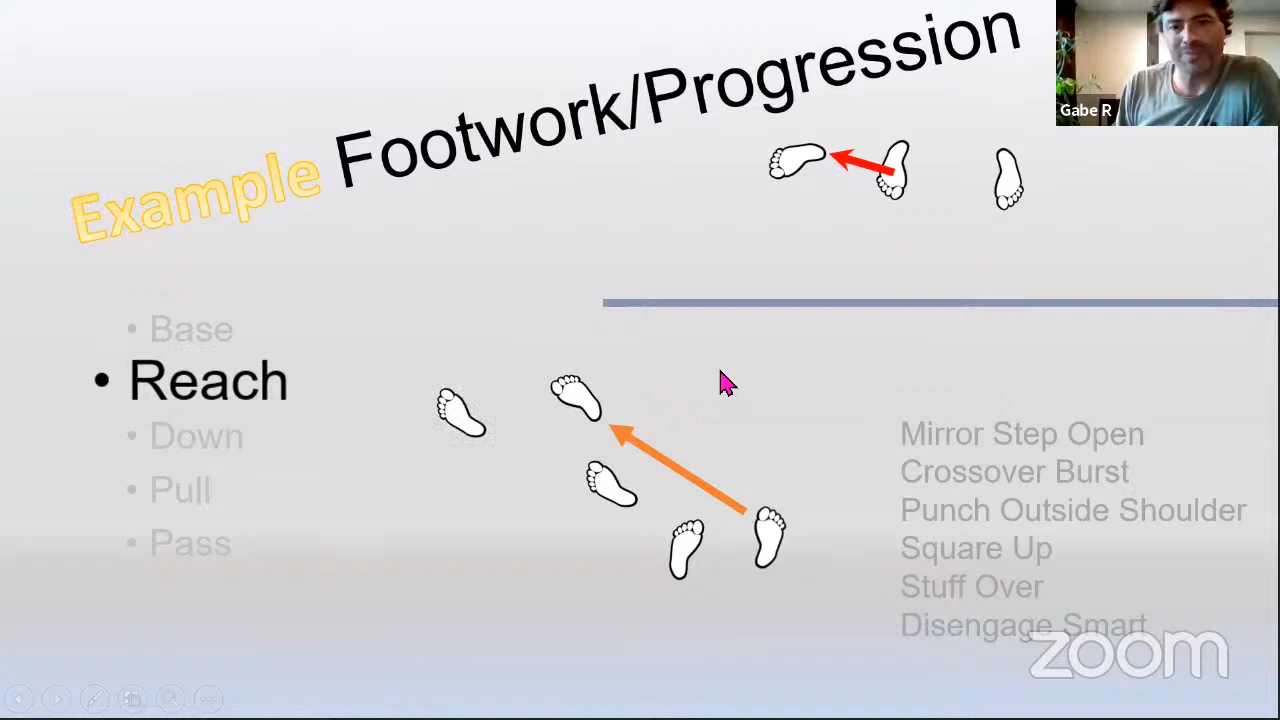 Example Footwork/Progression
Gabe R
• Base
• Reach
• Down
• Pull
• Pass
Mirror Step Open
Crossover Burst
Punch Outside Shoulder
Square Up
Stuff Over
Disengage Smart
zoom